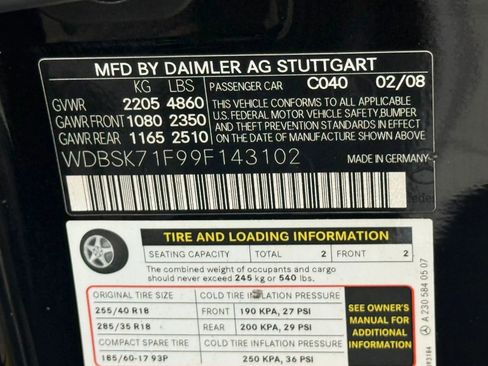 MFD BY DAIMLER AG STUTTGART
KG LBS PASSENGER CAR C040 02/08
GVWR 2205 4860
GAWR FRONT 1080 2350
GAWR REAR 1165 2510
THIS VEHICLE CONFORMS TO ALL APPLICABLE
U.S. FEDERAL MOTOR VEHICLE SAFETY, BUMPER
AND THEFT PREVENTION STANDARDS IN EFFECT
ON THE DATE OF MANUFACTURE SHOWN ABOVE
WDBSK71F99F143102
TIRE AND LOADING INFORMATION
SEATING CAPACITY TOTAL 2 FRONT 2
The combined weight of occupants and cargo
should never exceed 245 kg or 540 lbs.
ORIGINAL TIRE SIZE COLD TIRE INFLATION PRESSURE
255/40 R18 FRONT 190 KPA, 27 PSI
285/35 R18 REAR 200 KPA, 29 PSI
COMPACT SPARE TIRE COLD TIRE INFLATION PRESSURE
185/60-17 93P 250 KPA, 36 PSI
SEE OWNER'S
MANUAL FOR
ADDITIONAL
INFORMATION
A 230 584 05 07